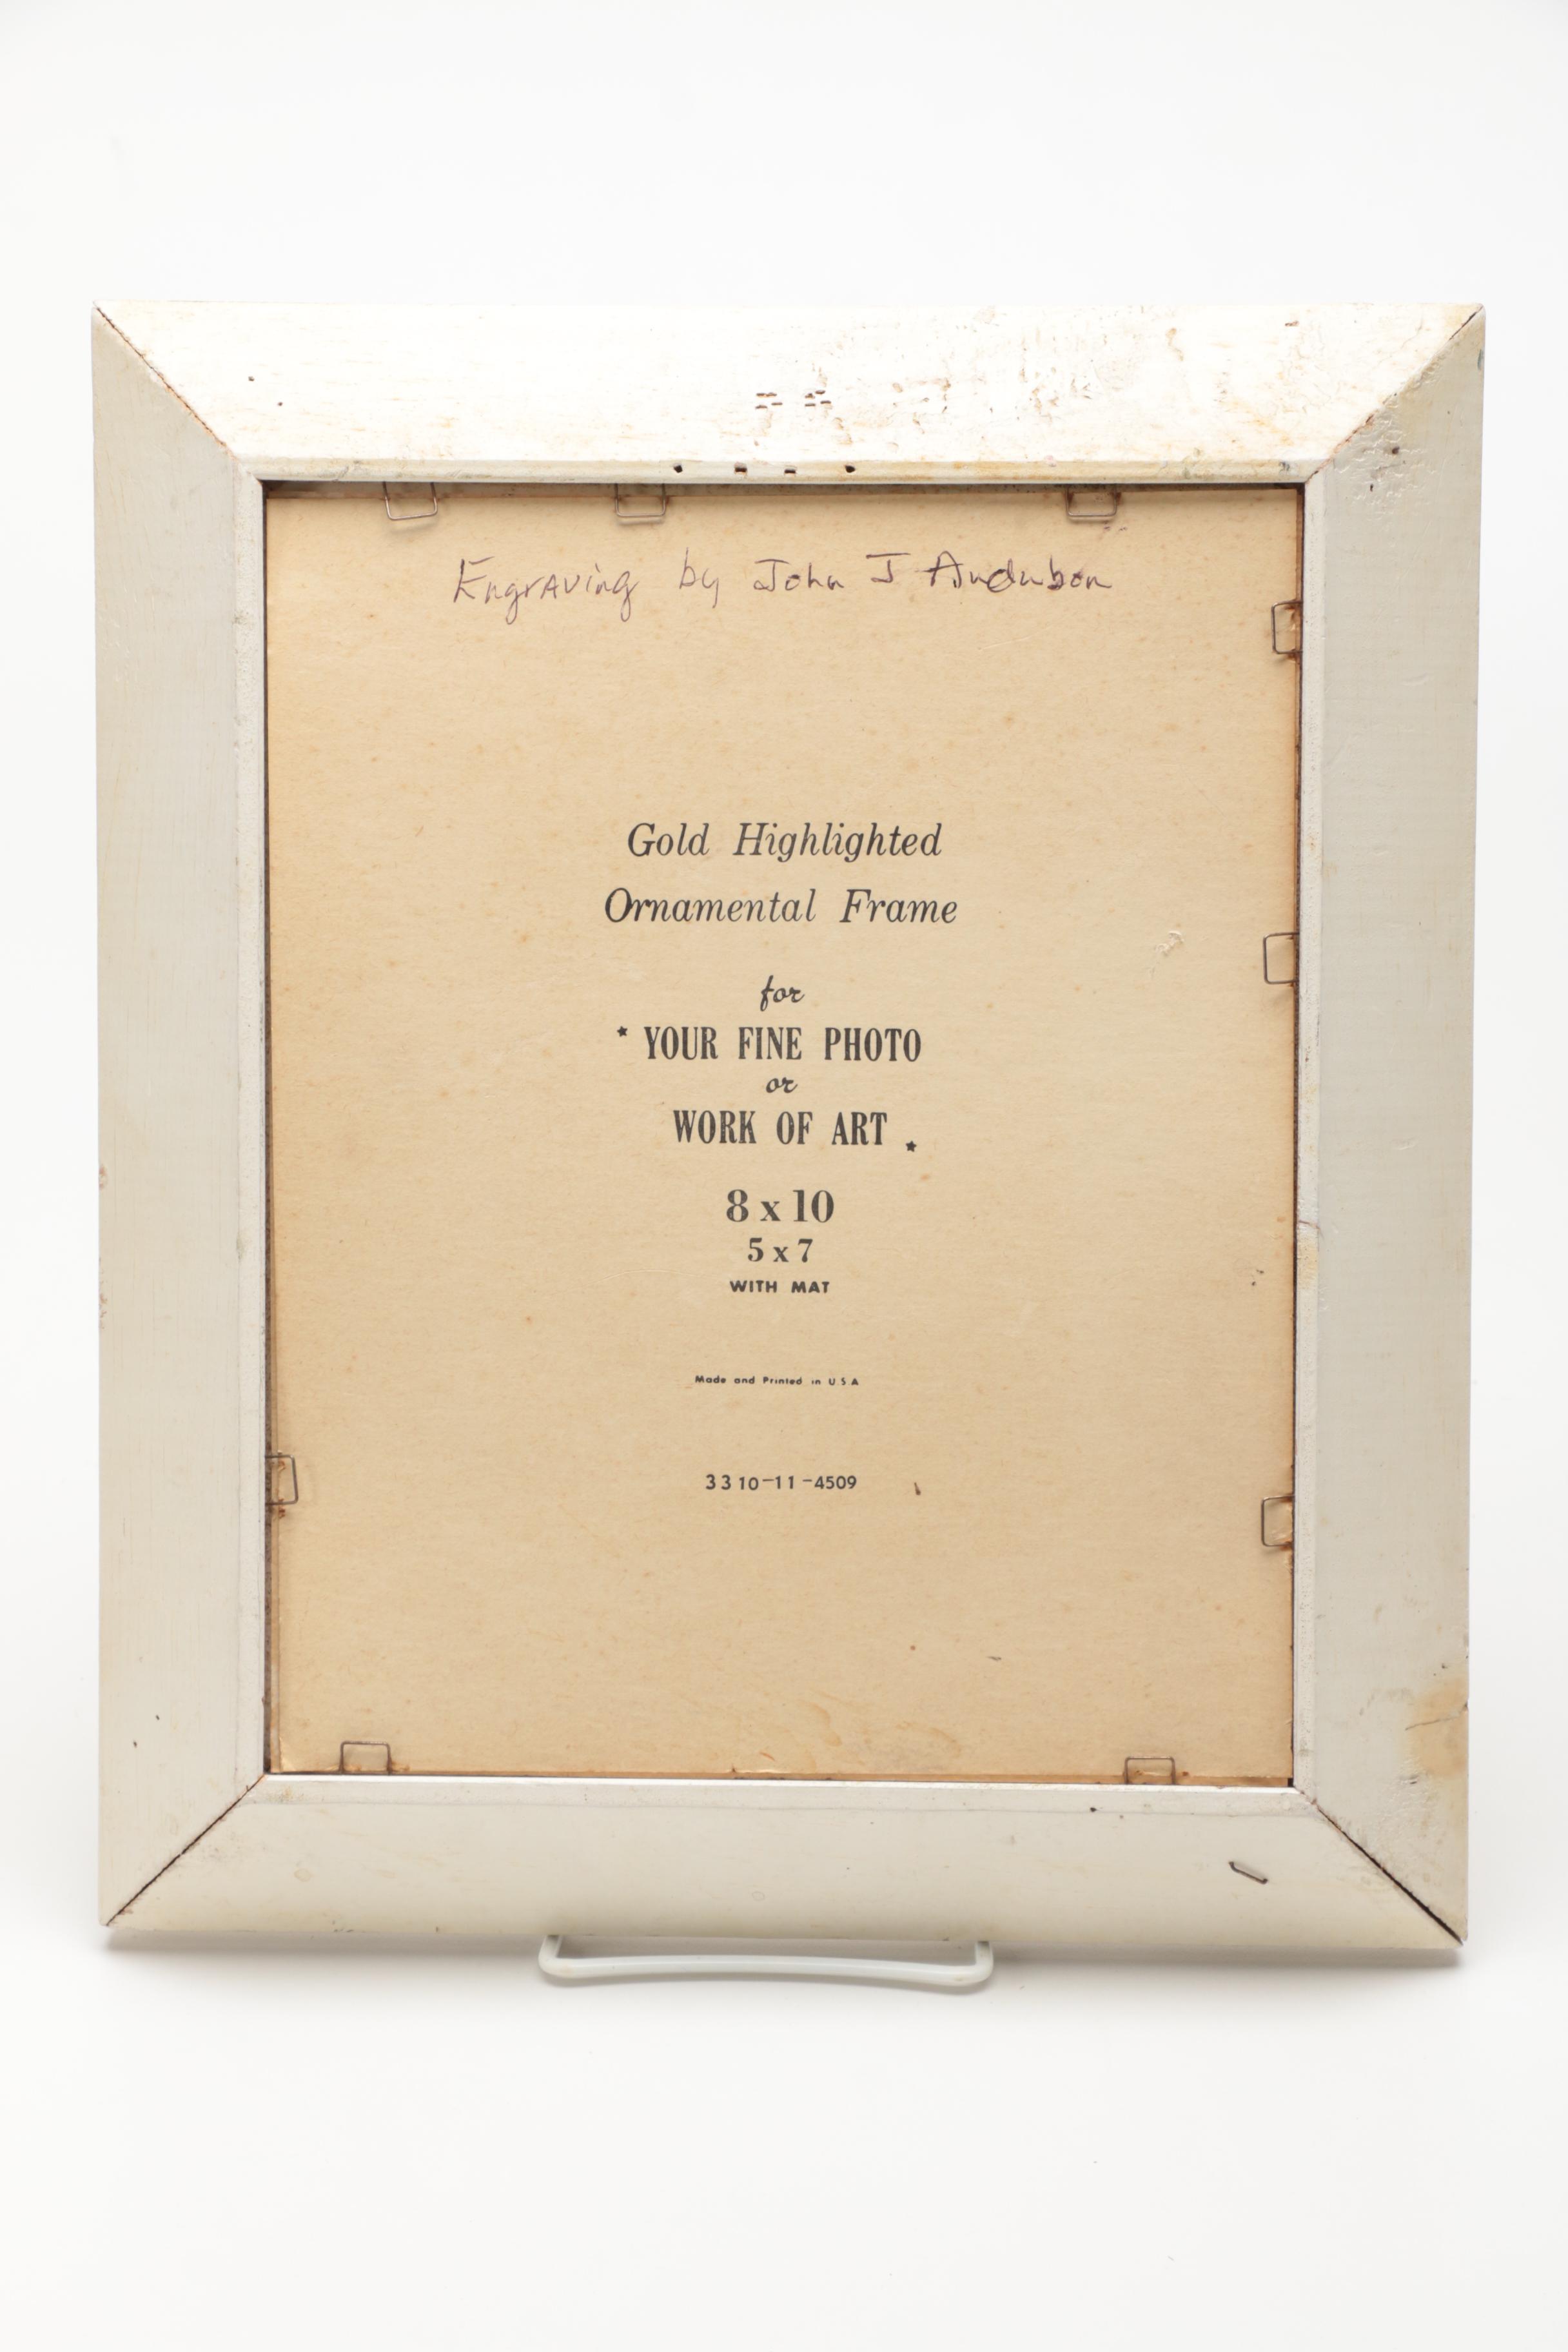 Engraving by John J Audubon
Gold Highlighted
Ornamental Frame
for
* YOUR FINE PHOTO
or
WORK OF ART *
8 x 10
5 x 7
WITH MAT
Made and Printed in U S A
3310-11-4509